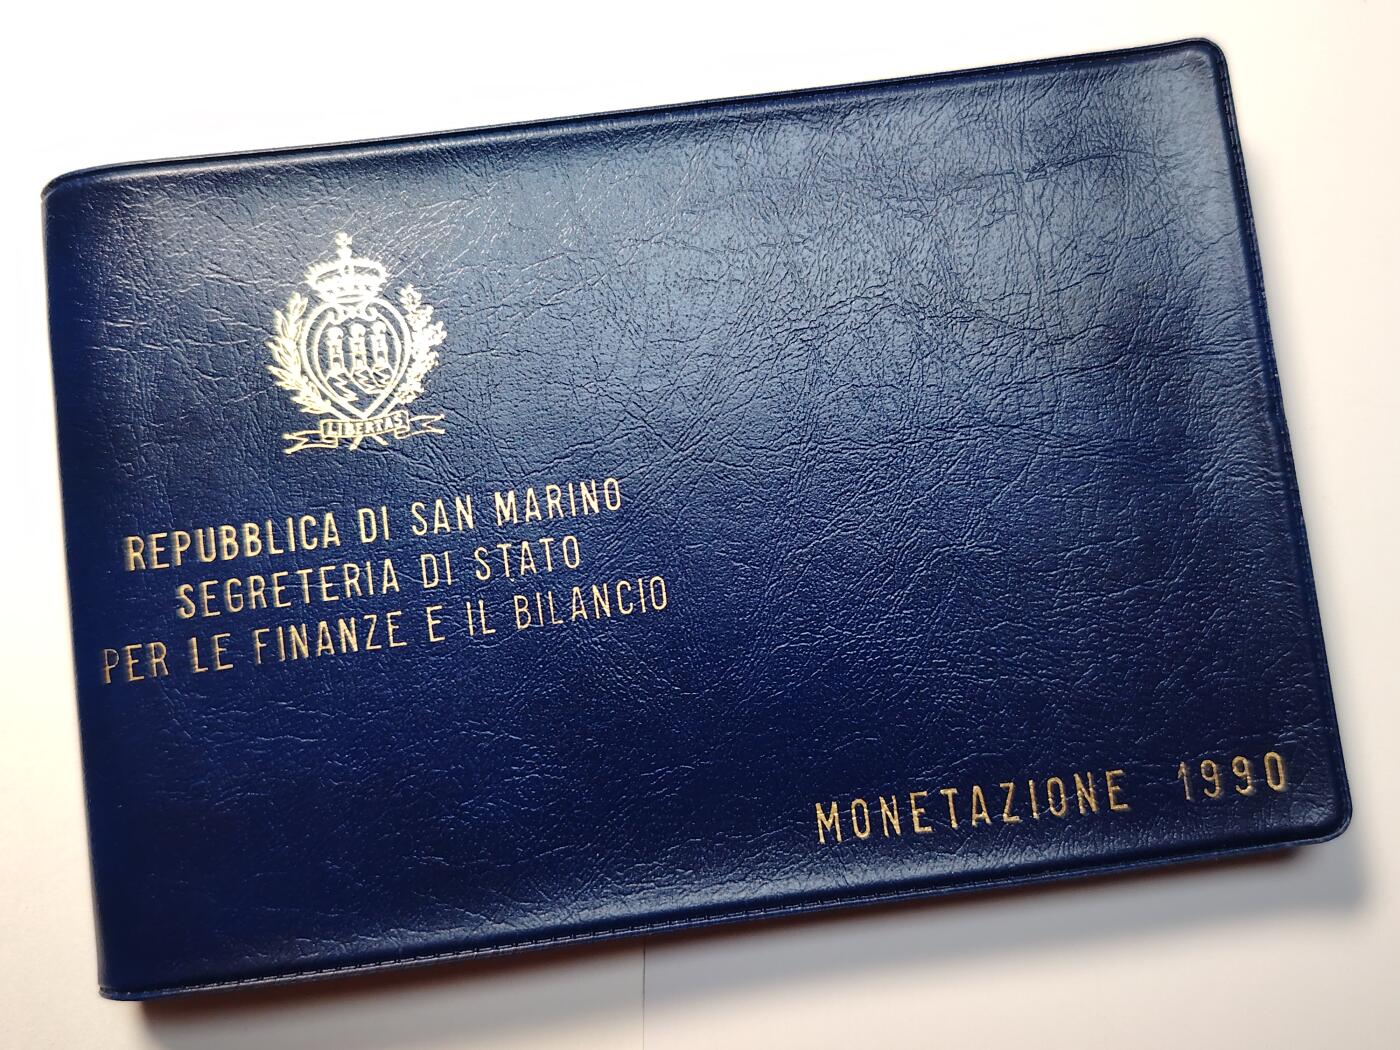 LIBERTAS
REPUBBLICA DI SAN MARINO
SEGRETERIA DI STATO
PER LE FINANZE E IL BILANCIO
MONETAZIONE 1990